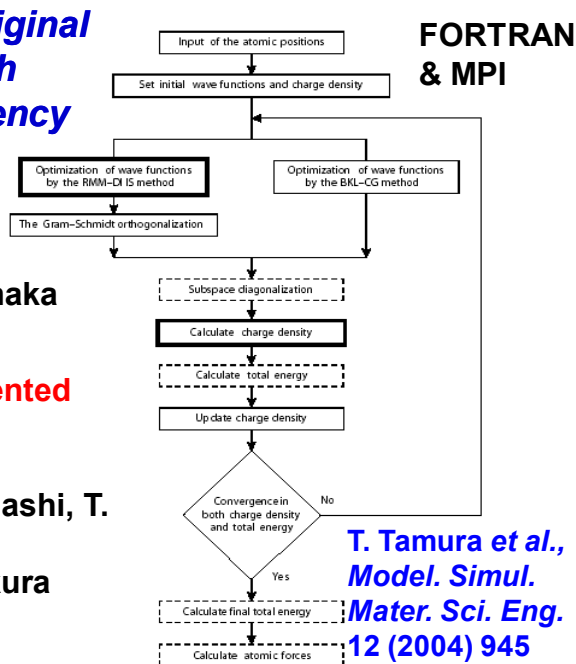 iginal
h
ency
FORTRAN
& MPI
Input of the atomic positions
Set initial wave functions and charge density
Optimization of wave functions
by the RMM-DIIS method
Optimization of wave functions
by the BKL-CG method
The Gram-Schmidt orthogonalization
Subspace diagonalization
Calculate charge density
Calculate total energy
Update charge density
Convergence in
both charge density
and total energy
No
Yes
Calculate final total energy
Calculate atomic forces
naka
ented
ashi, T.
ura
T. Tamura et al.,
Model. Simul.
Mater. Sci. Eng.
12 (2004) 945